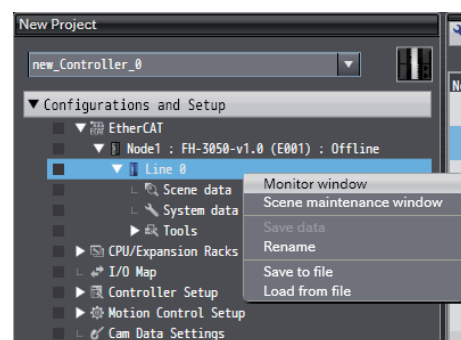 New Project
new_Controller_0
Configurations and Setup
EtherCAT
Node1 : FH-3050-v1.0 (E001) : Offline
Line 0
Scene data
System data
Tools
CPU/Expansion Racks
I/O Map
Controller Setup
Motion Control Setup
Cam Data Settings
Monitor window
Scene maintenance window
Save data
Rename
Save to file
Load from file